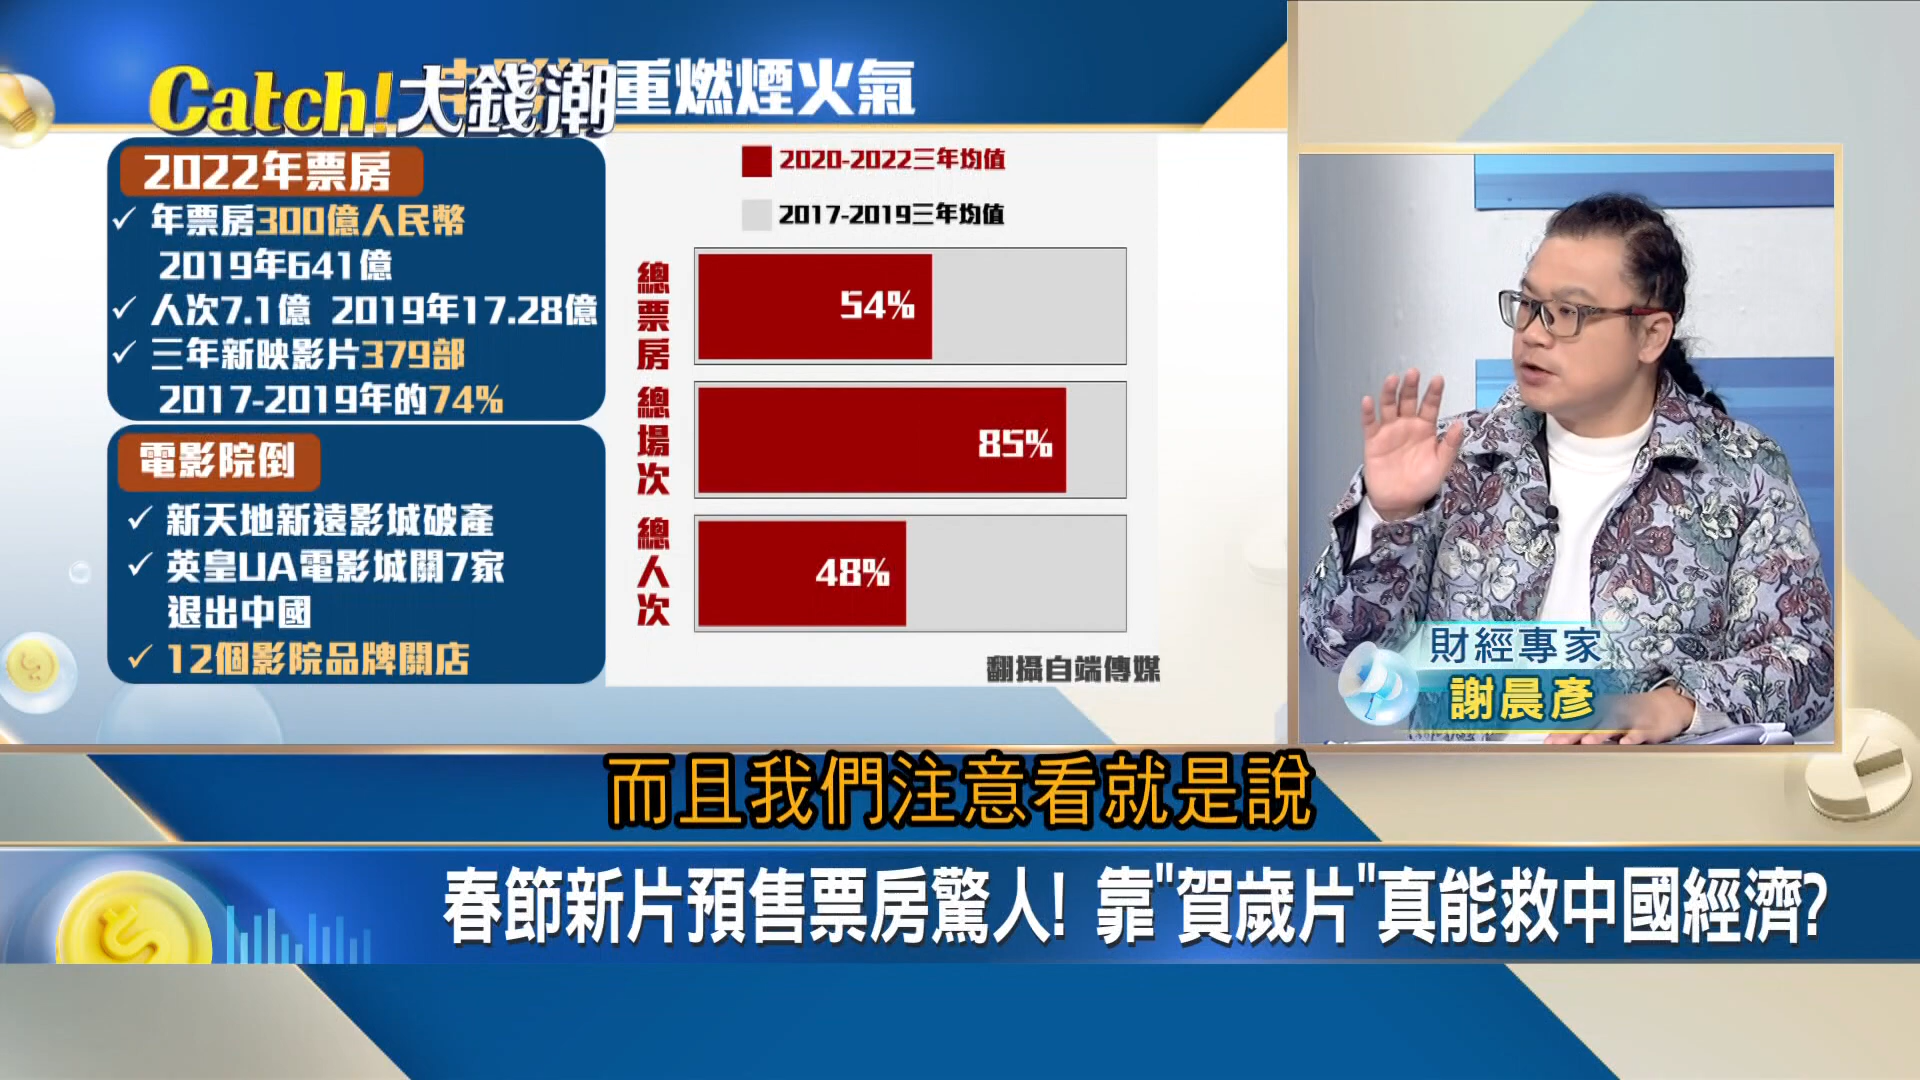 Catch!大錢潮
重燃煙火氣
2022年票房
✓ 年票房300億人民幣
2019年641億
✓ 人次7.1億 2019年17.28億
✓ 三年新映影片379部
2017-2019年的74%
電影院倒
✓ 新天地新遠影城破產
✓ 英皇UA電影城關7家
退出中國
✓ 12個影院品牌關店
2020-2022三年均值
2017-2019三年均值
總票房
54%
總場次
85%
總人次
48%
翻攝自端傳媒
財經專家
謝晨彥
而且我們注意看就是說
春節新片預售票房驚人! 靠"賀歲片"真能救中國經濟?